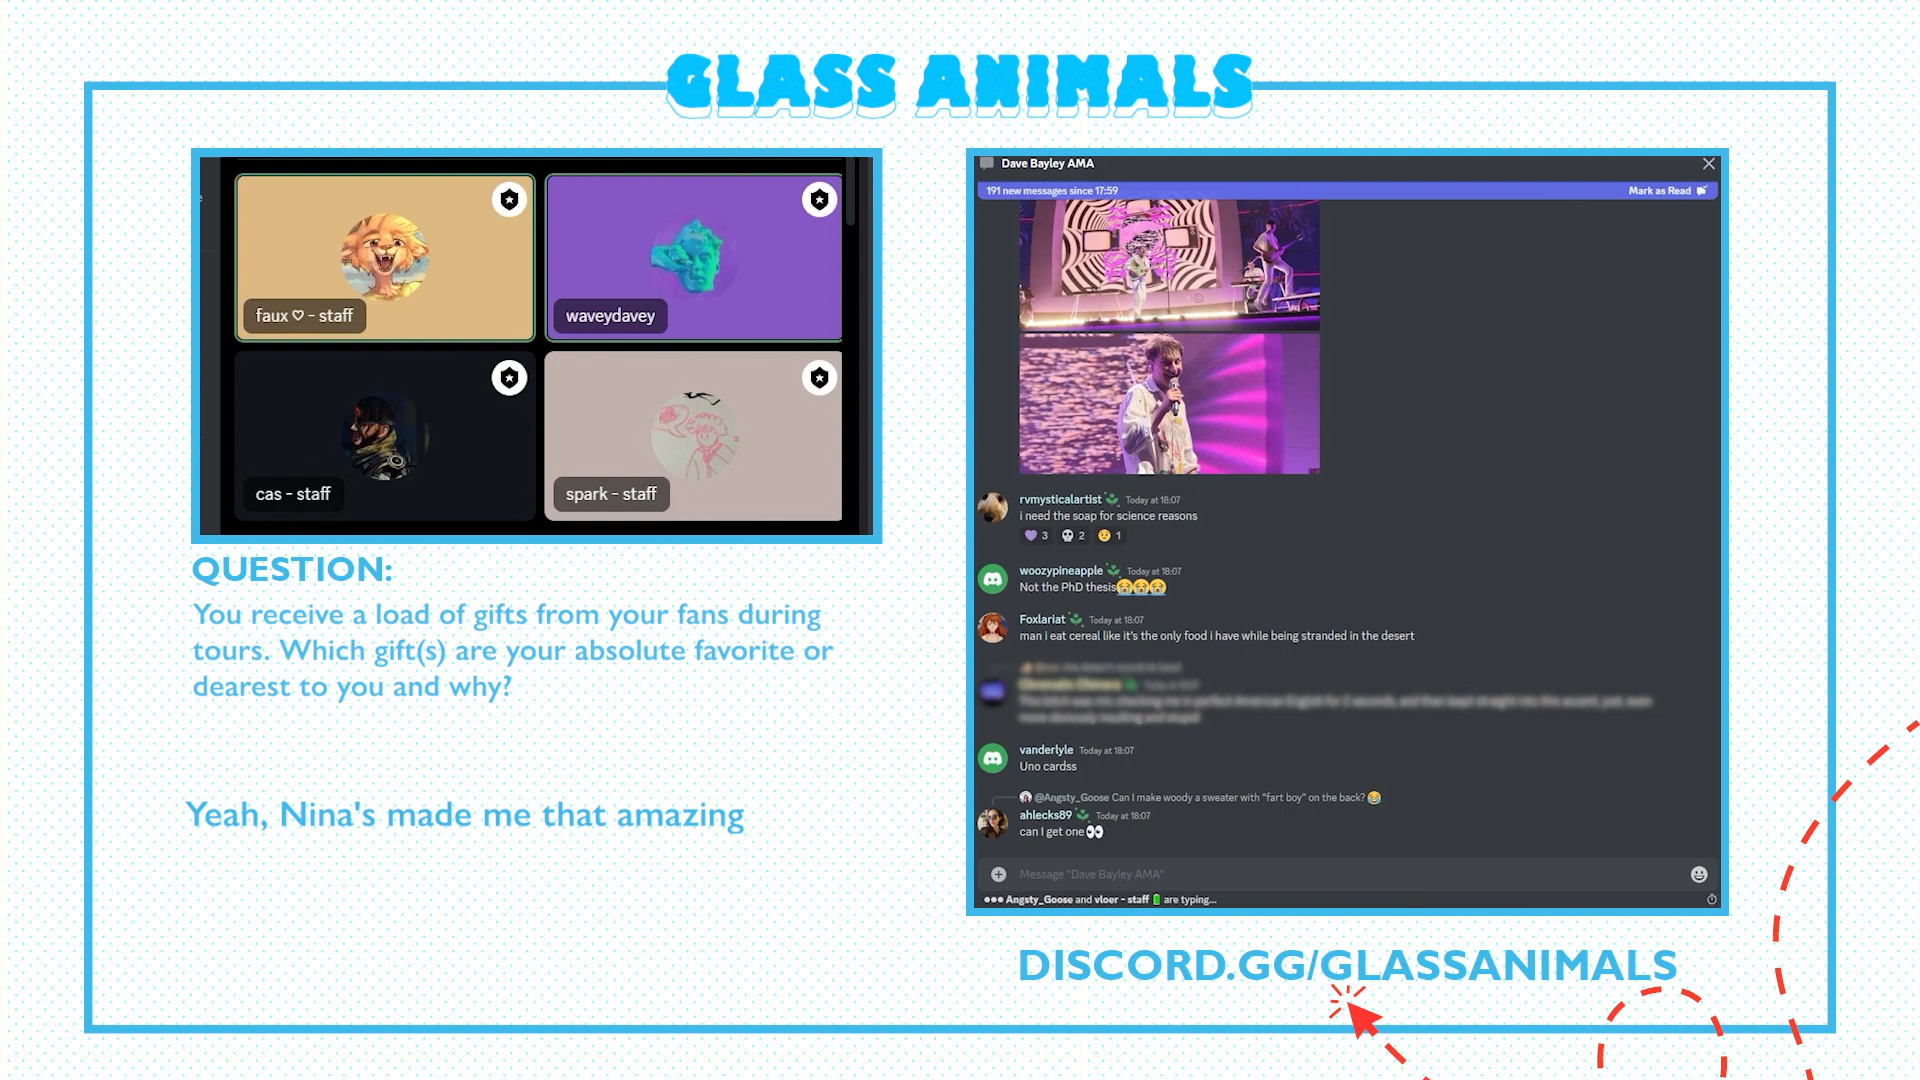 GLASS ANIMALS
faux ♡ - staff
waveydavey
cas - staff
spark - staff
QUESTION:
You receive a load of gifts from your fans during
tours. Which gift(s) are your absolute favorite or
dearest to you and why?
Yeah, Nina's made me that amazing
Dave Bayley AMA
191 new messages since 17:59
Mark as Read
rvmysticalartist Today at 18:07
i need the soap for science reasons
💜 3 💀 2 🤨 1
woozypineapple Today at 18:07
Not the PhD thesis😭😭😭
Foxlariat Today at 18:07
man i eat cereal like it's the only food i have while being stranded in the desert
vanderlyle Today at 18:07
Uno cardss
@Angsty_Goose Can I make woody a sweater with "fart boy" on the back? 😂
ahlecks89 Today at 18:07
can I get one 👀
Message "Dave Bayley AMA"
Angsty_Goose and vloer - staff 🔋 are typing...
DISCORD.GG/GLASSANIMALS